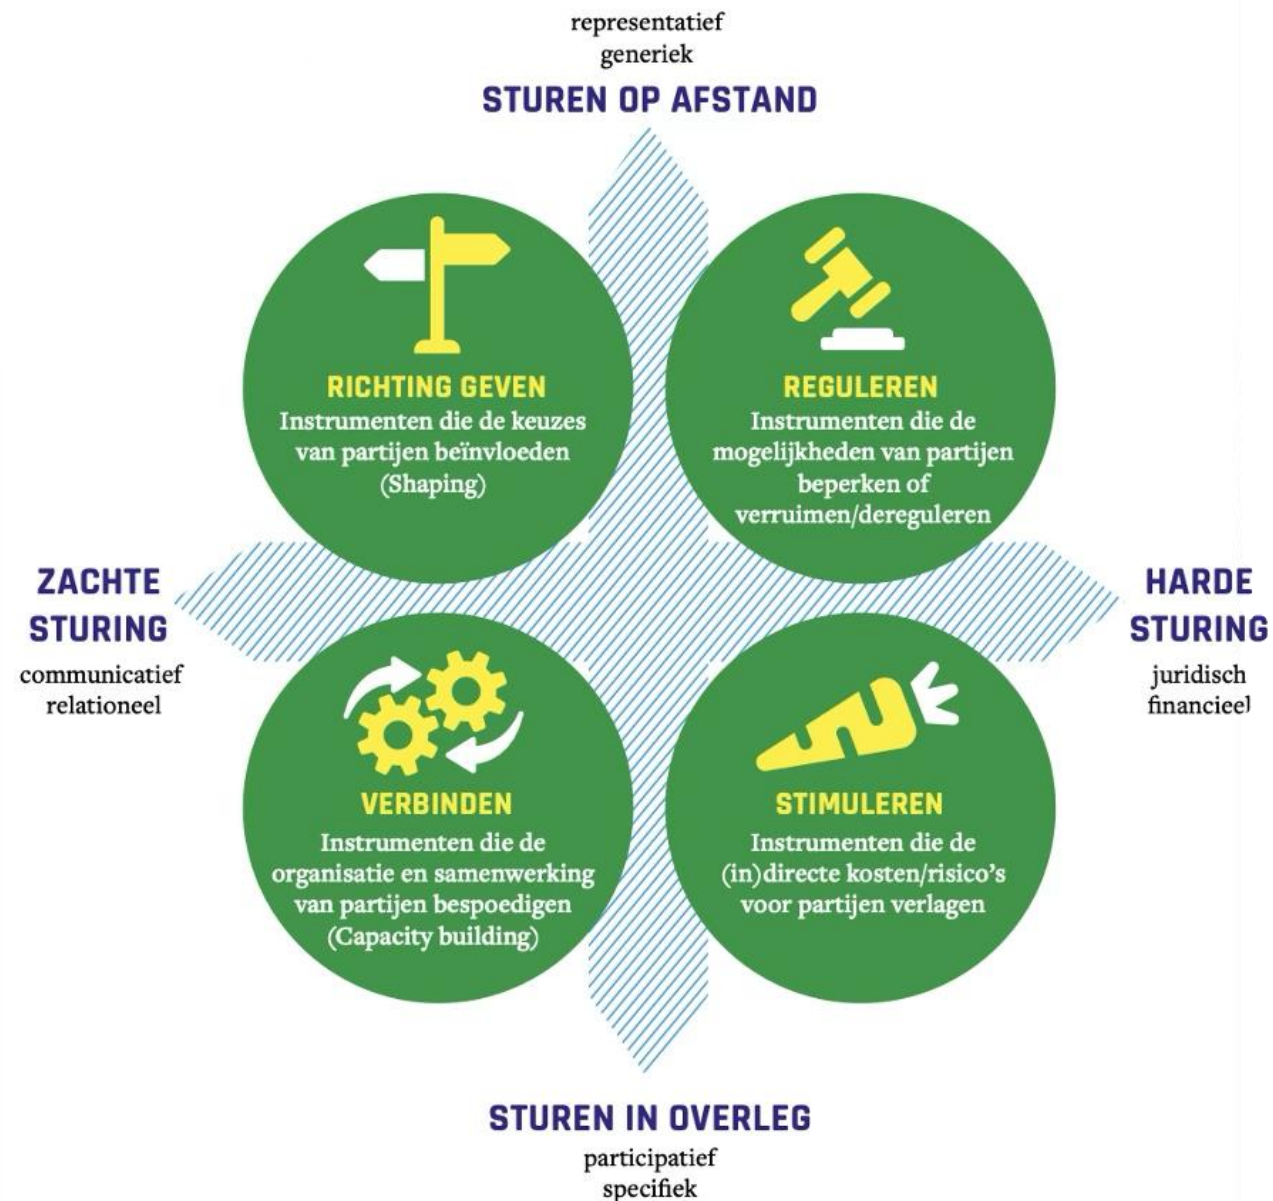 representatief
generiek
STUREN OP AFSTAND
RICHTING GEVEN
Instrumenten die de keuzes
van partijen beïnvloeden
(Shaping)
REGULEREN
Instrumenten die de
mogelijkheden van partijen
beperken of
verruimen/dereguleren
ZACHTE
STURING
communicatief
relationeel
HARDE
STURING
juridisch
financieel
VERBINDEN
Instrumenten die de
organisatie en samenwerking
van partijen bespoedigen
(Capacity building)
STIMULEREN
Instrumenten die de
(in)directe kosten/risico's
voor partijen verlagen
STUREN IN OVERLEG
participatief
specifiek